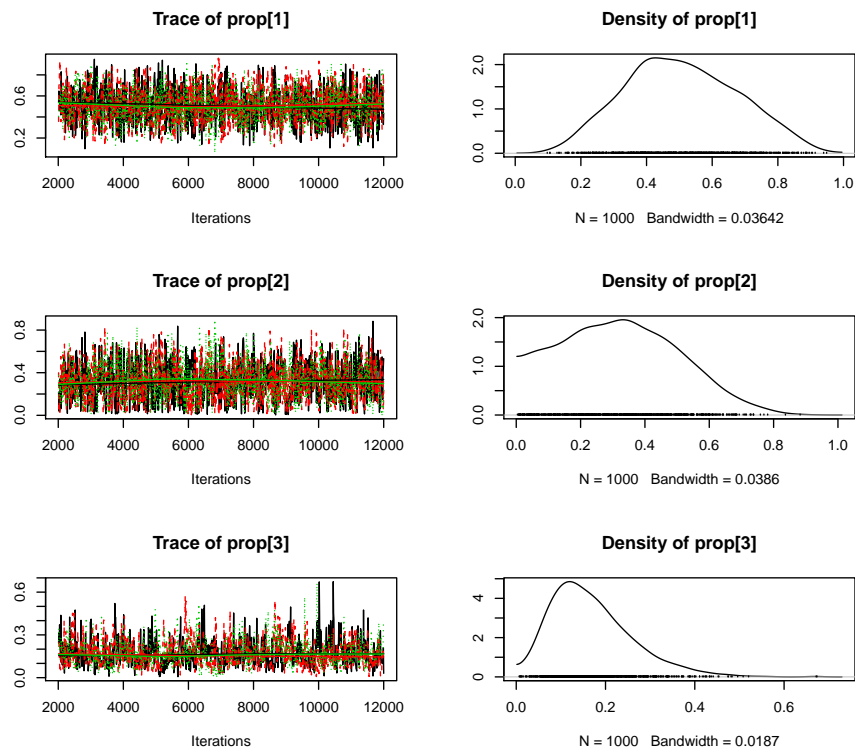 Trace of prop[1]
0.2 0.6
2000 4000 6000 8000 10000 12000
Iterations
Density of prop[1]
0.0 1.0 2.0
0.0 0.2 0.4 0.6 0.8 1.0
N = 1000 Bandwidth = 0.03642
Trace of prop[2]
0.0 0.4 0.8
2000 4000 6000 8000 10000 12000
Iterations
Density of prop[2]
0.0 1.0 2.0
0.0 0.2 0.4 0.6 0.8 1.0
N = 1000 Bandwidth = 0.0386
Trace of prop[3]
0.0 0.3 0.6
2000 4000 6000 8000 10000 12000
Iterations
Density of prop[3]
0 2 4
0.0 0.2 0.4 0.6
N = 1000 Bandwidth = 0.0187